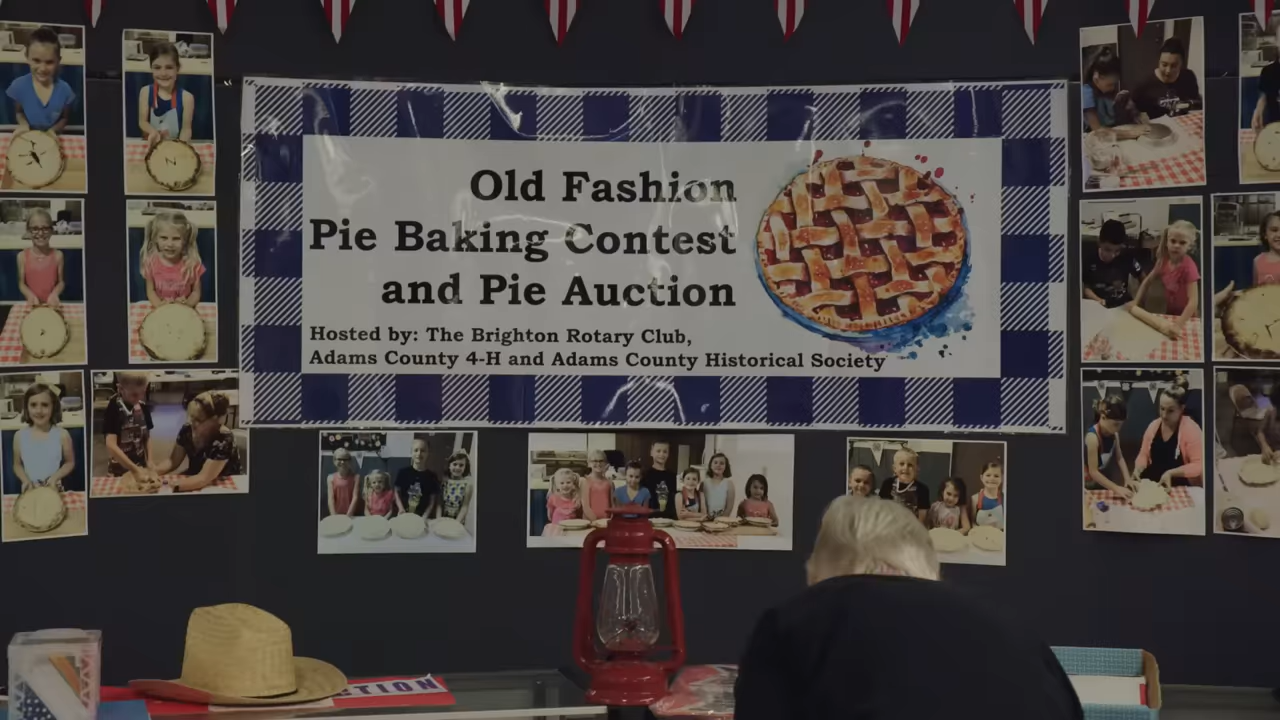 Old Fashion
Pie Baking Contest
and Pie Auction
Hosted by: The Brighton Rotary Club,
Adams County 4-H and Adams County Historical Society